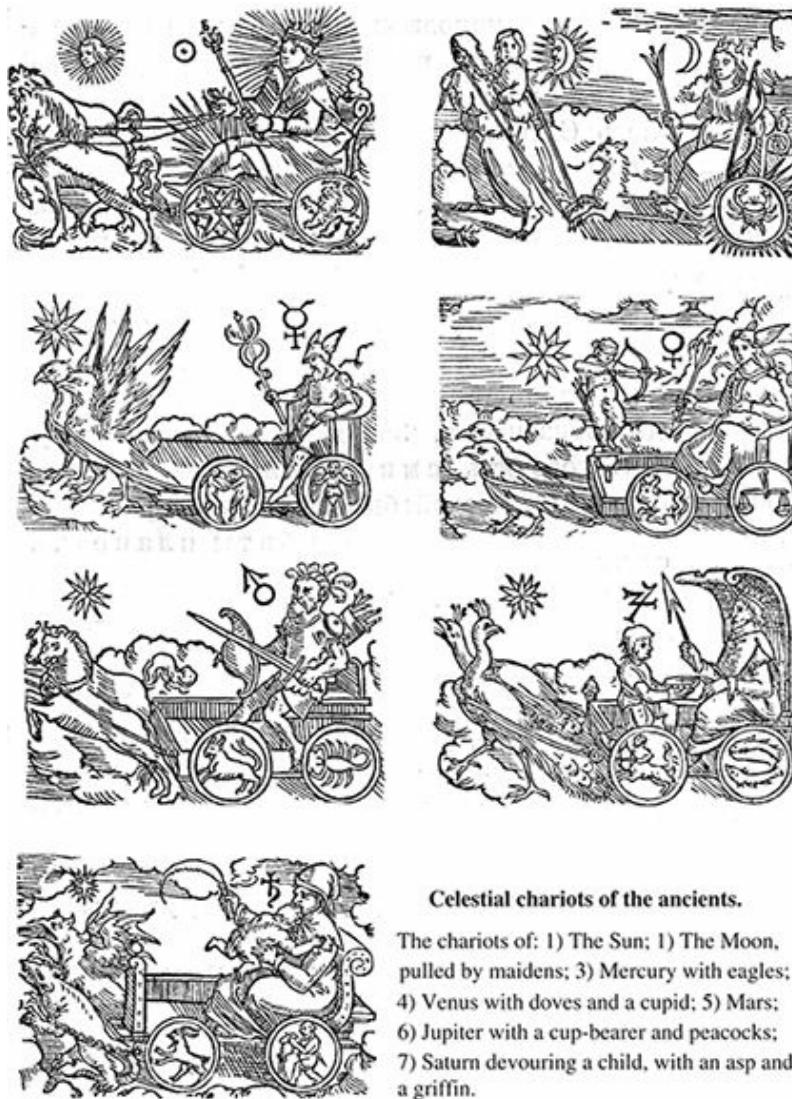 Celestial chariots of the ancients.
The chariots of: 1) The Sun; 1) The Moon,
pulled by maidens; 3) Mercury with eagles;
4) Venus with doves and a cupid; 5) Mars;
6) Jupiter with a cup-bearer and peacocks;
7) Saturn devouring a child, with an asp and
a griffin.